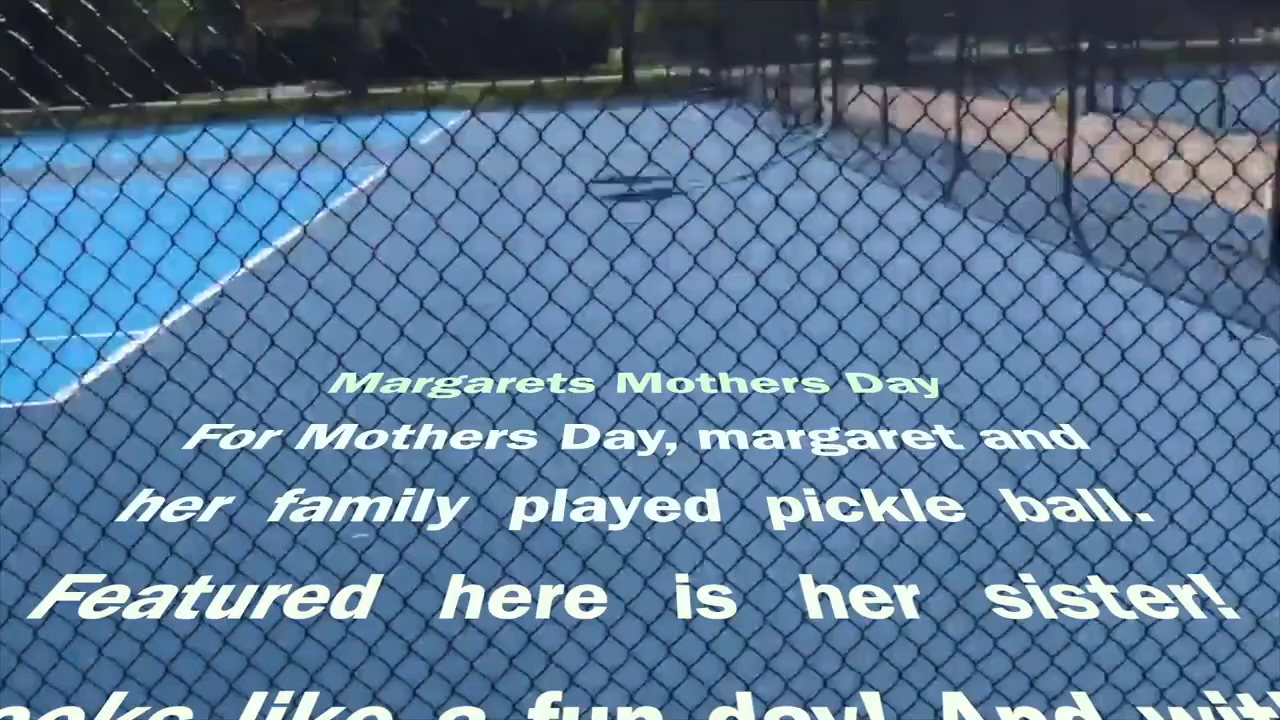 Margarets Mothers Day
For Mothers Day, margaret and
her family played pickle ball.
Featured here is her sister!
like a fun day! And